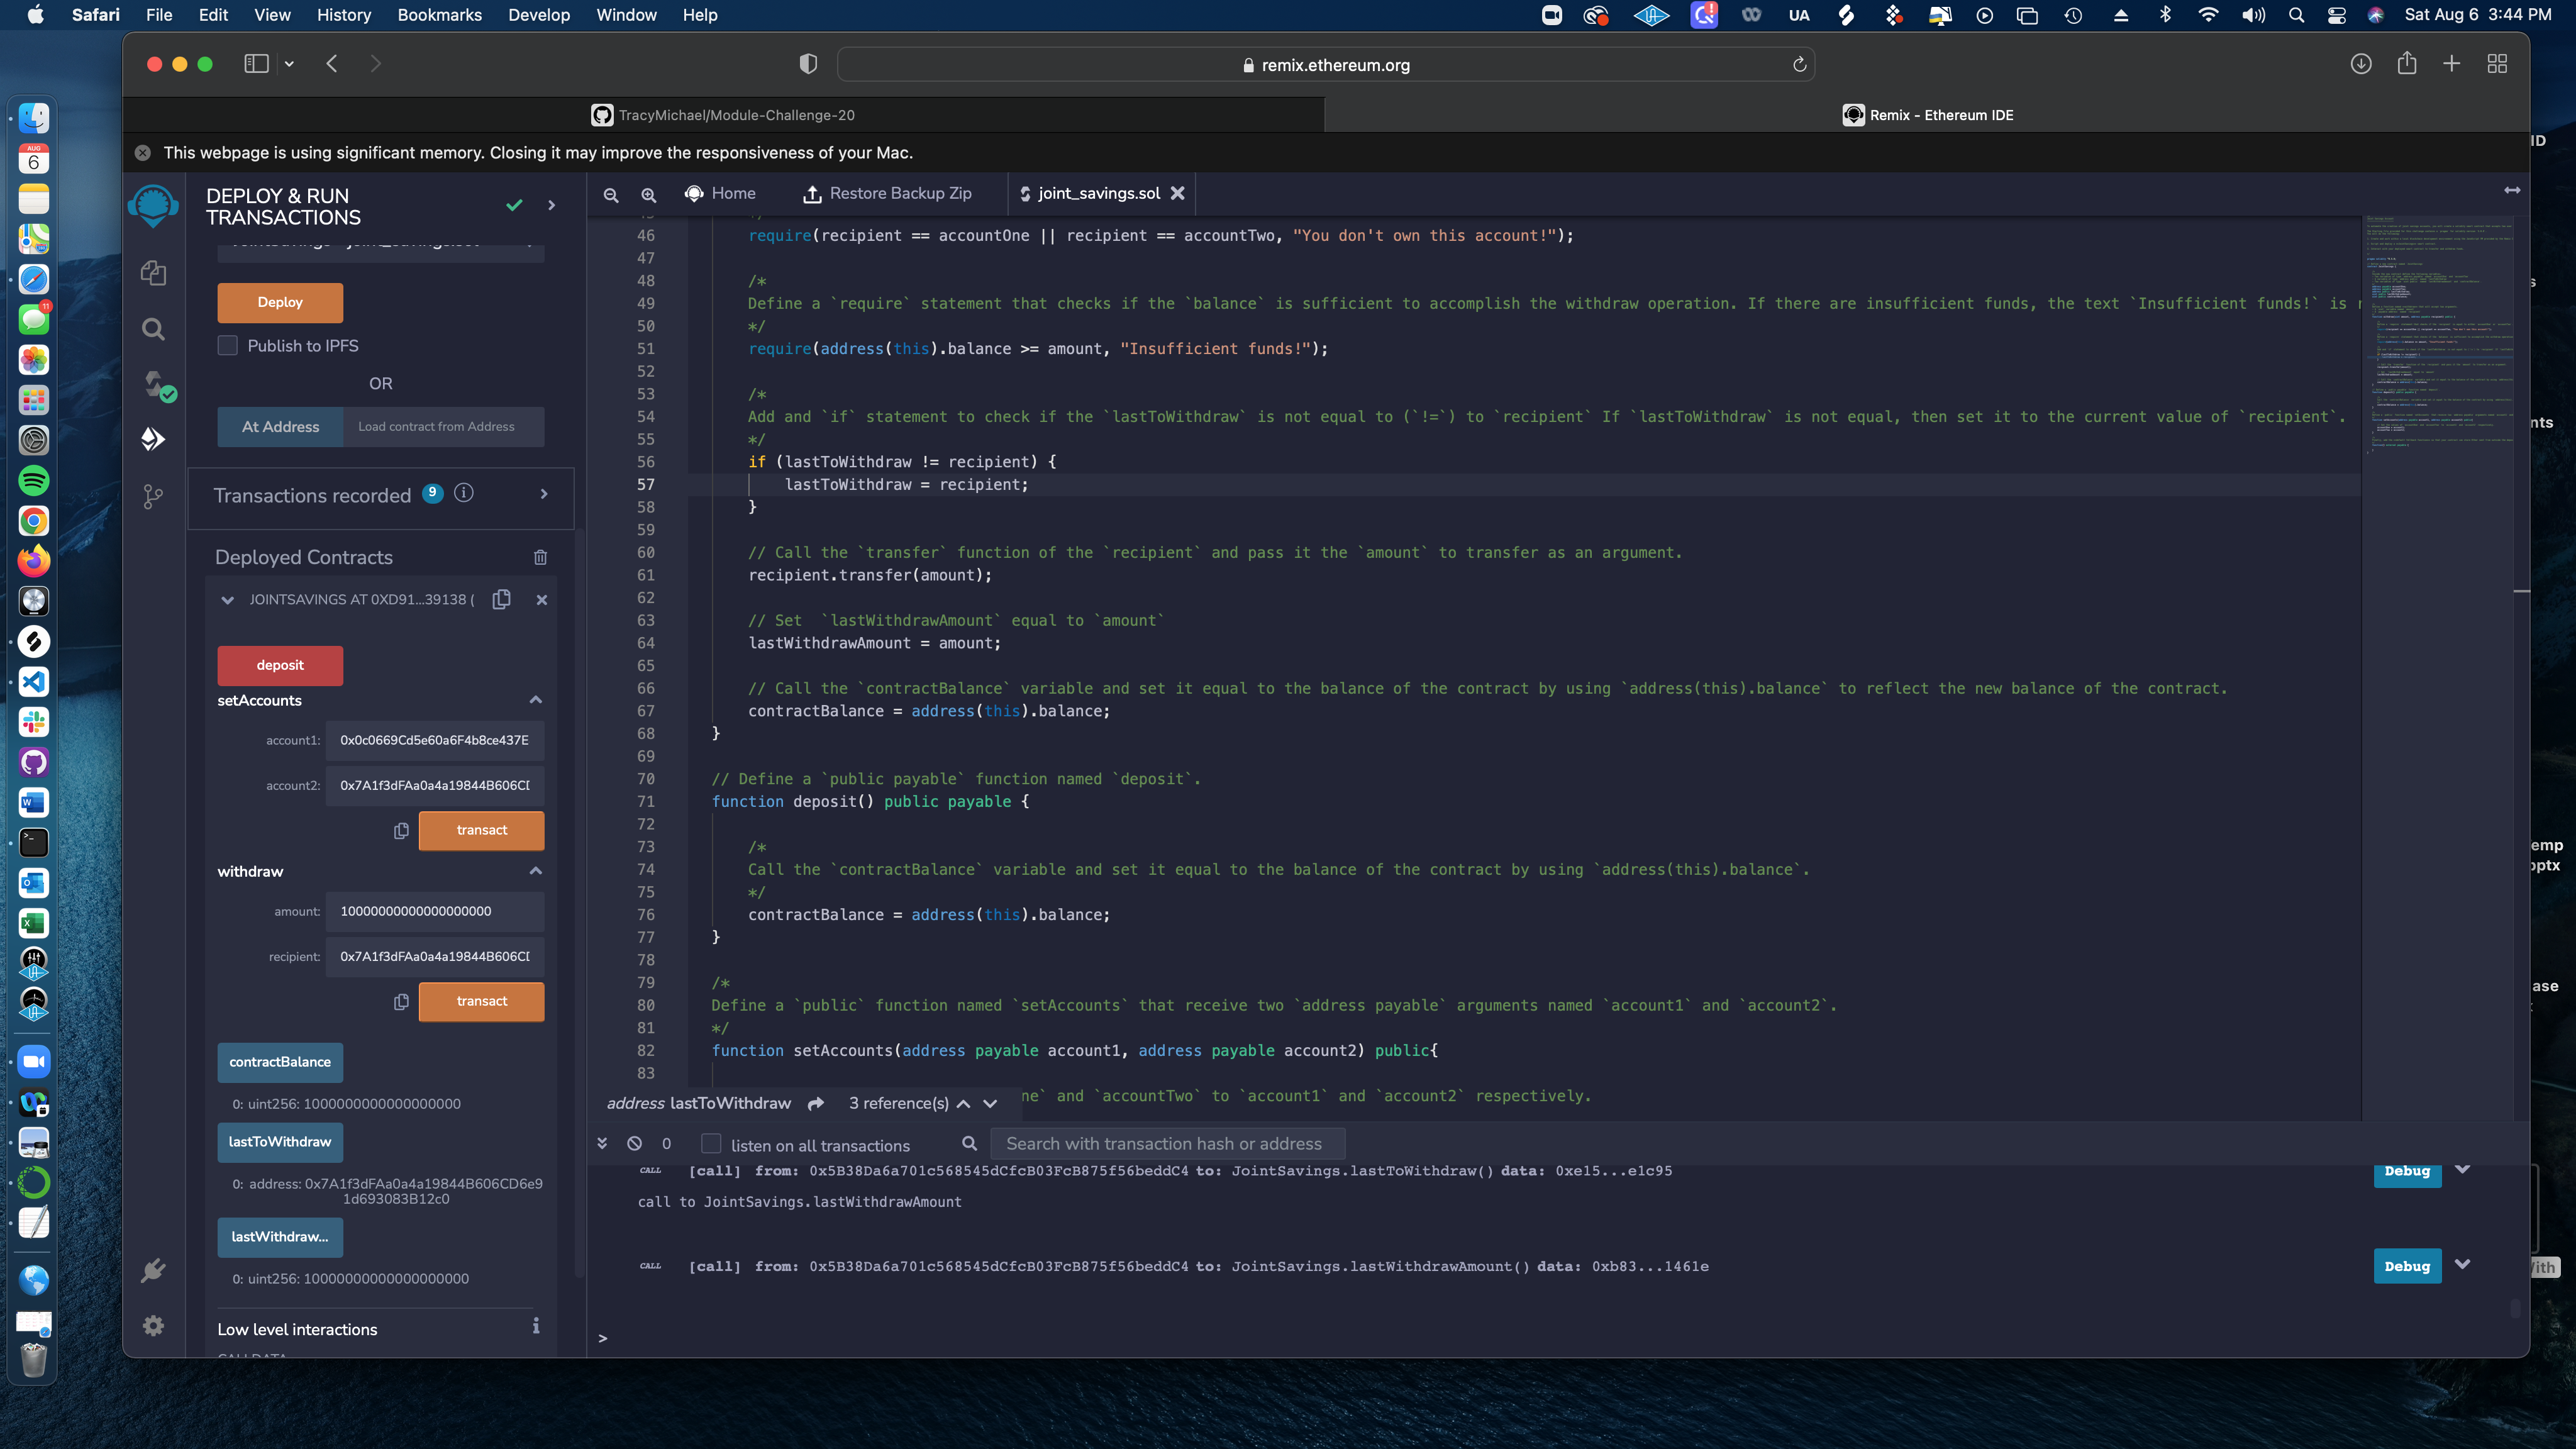 Safari File Edit View History Bookmarks Develop Window Help
UA
Sat Aug 6 3:44 PM
remix.ethereum.org
TracyMichael/Module-Challenge-20
Remix - Ethereum IDE
This webpage is using significant memory. Closing it may improve the responsiveness of your Mac.
AUG
6
11
DEPLOY & RUN
TRANSACTIONS
Deploy
Publish to IPFS
OR
At Address Load contract from Address
Transactions recorded 9
Deployed Contracts
JOINTSAVINGS AT 0XD91...39138 (
deposit
setAccounts
account1: 0x0c0669Cd5e60a6F4b8ce437E
account2: 0x7A1f3dFAa0a4a19844B606CD
transact
withdraw
amount: 10000000000000000000
recipient: 0x7A1f3dFAa0a4a19844B606CD
transact
contractBalance
0: uint256: 1000000000000000000
lastToWithdraw
0: address: 0x7A1f3dFAa0a4a19844B606CD6e9
1d693083B12c0
lastWithdraw...
0: uint256: 10000000000000000000
Low level interactions
CALLDATA
Home Restore Backup Zip joint_savings.sol
46 require(recipient == accountOne || recipient == accountTwo, "You don't own this account!");
47
48 /*
49 Define a `require` statement that checks if the `balance` is sufficient to accomplish the withdraw operation. If there are insufficient funds, the text `Insufficient funds!` is r
50 */
51 require(address(this).balance >= amount, "Insufficient funds!");
52
53 /*
54 Add and `if` statement to check if the `lastToWithdraw` is not equal to (`!=`) to `recipient` If `lastToWithdraw` is not equal, then set it to the current value of `recipient`.
55 */
56 if (lastToWithdraw != recipient) {
57 lastToWithdraw = recipient;
58 }
59
60 // Call the `transfer` function of the `recipient` and pass it the `amount` to transfer as an argument.
61 recipient.transfer(amount);
62
63 // Set  `lastWithdrawAmount` equal to `amount`
64 lastWithdrawAmount = amount;
65
66 // Call the `contractBalance` variable and set it equal to the balance of the contract by using `address(this).balance` to reflect the new balance of the contract.
67 contractBalance = address(this).balance;
68 }
69
70 // Define a `public payable` function named `deposit`.
71 function deposit() public payable {
72
73 /*
74 Call the `contractBalance` variable and set it equal to the balance of the contract by using `address(this).balance`.
75 */
76 contractBalance = address(this).balance;
77 }
78
79 /*
80 Define a `public` function named `setAccounts` that receive two `address payable` arguments named `account1` and `account2`.
81 */
82 function setAccounts(address payable account1, address payable account2) public{
83
ne` and `accountTwo` to `account1` and `account2` respectively.
address lastToWithdraw 3 reference(s)
0 listen on all transactions Search with transaction hash or address
CALL [call] from: 0x5B38Da6a701c568545dCfcB03FcB875f56beddC4 to: JointSavings.lastToWithdraw() data: 0xe15...e1c95 Debug
call to JointSavings.lastWithdrawAmount
CALL [call] from: 0x5B38Da6a701c568545dCfcB03FcB875f56beddC4 to: JointSavings.lastWithdrawAmount() data: 0xb83...1461e Debug
>
ID
s
nts
emp
pptx
ase
ith